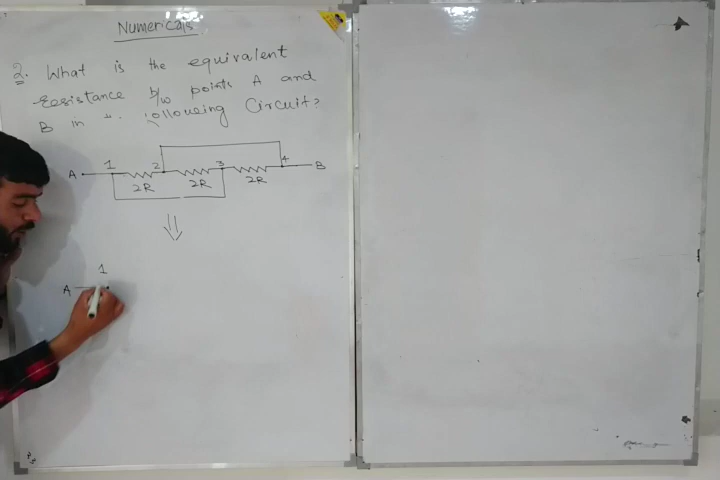 Numericals
2. What is the equivalent
resistance b/w points A and
B in following Circuit?
A 1 2 3 4 B
2R 2R 2R
1
A